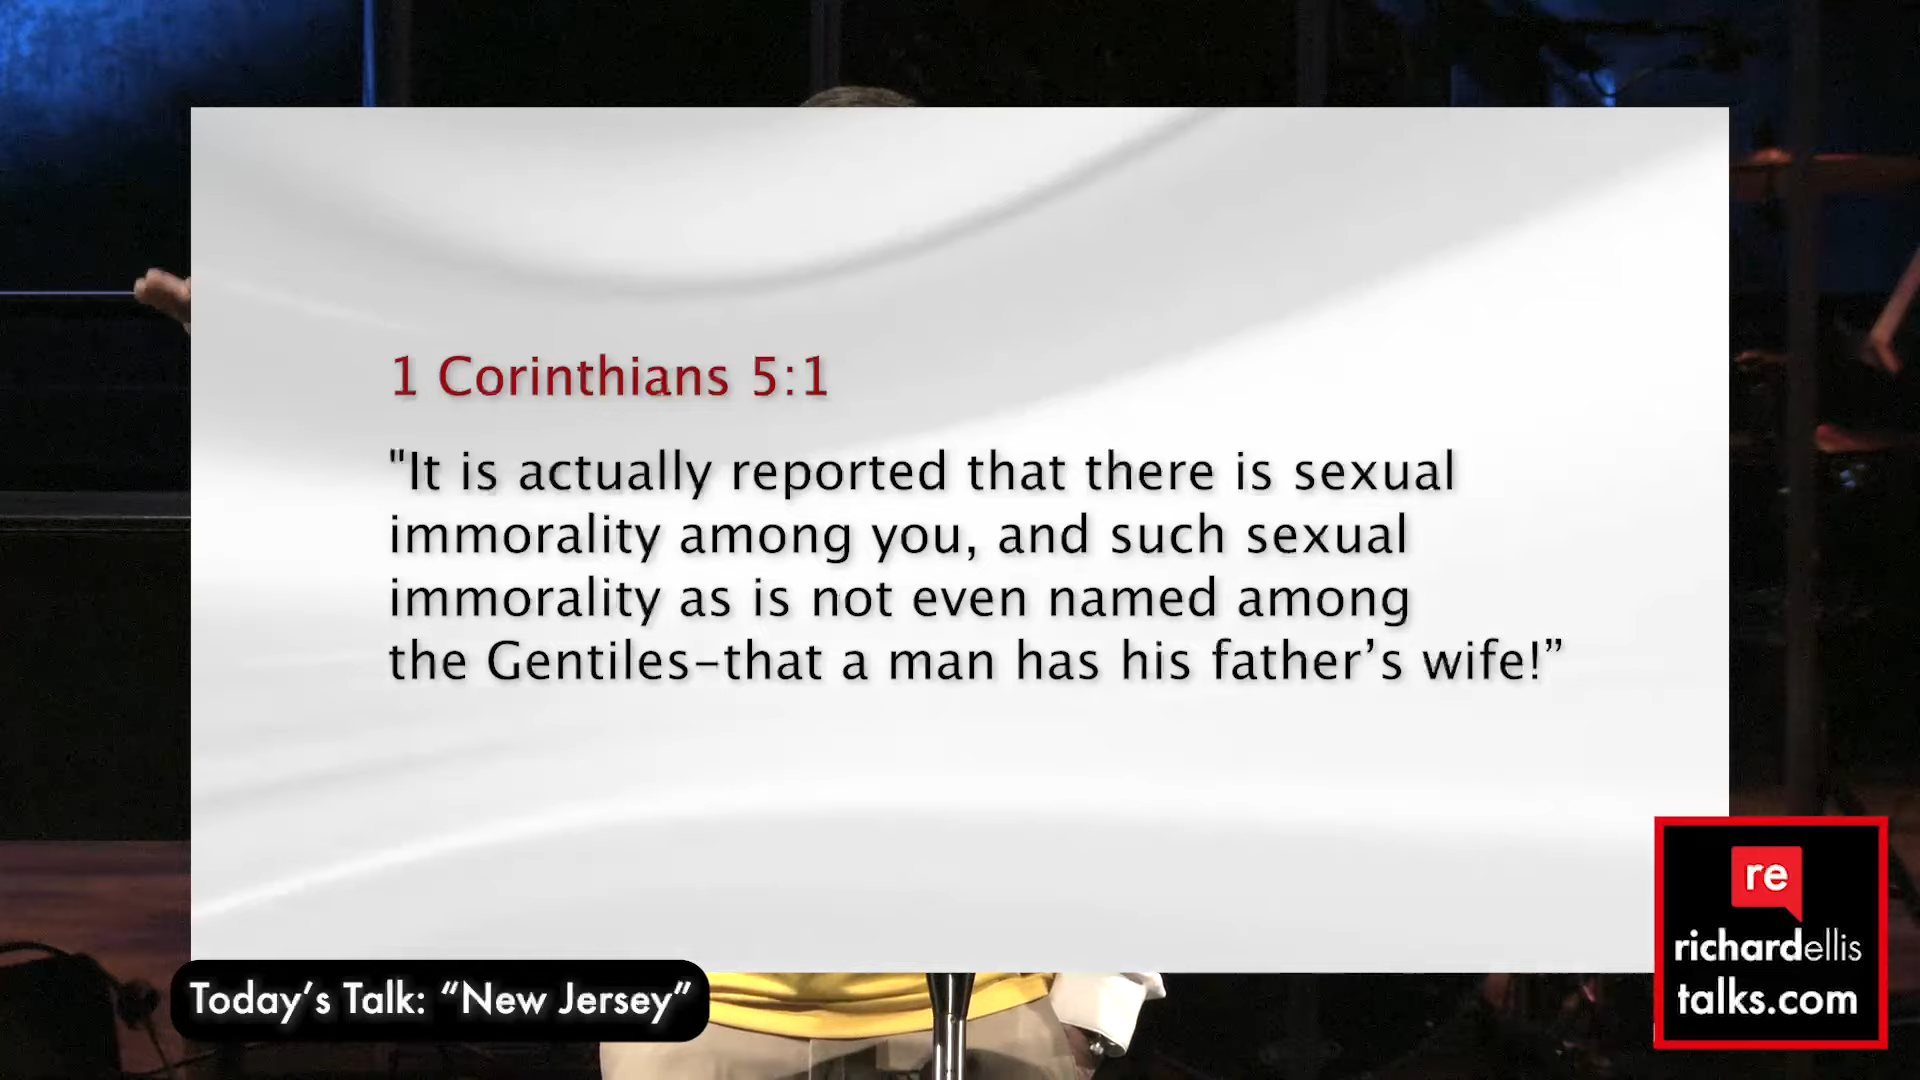 1 Corinthians 5:1
"It is actually reported that there is sexual
immorality among you, and such sexual
immorality as is not even named among
the Gentiles–that a man has his father’s wife!”
Today’s Talk: “New Jersey”
re
richardellis
talks.com